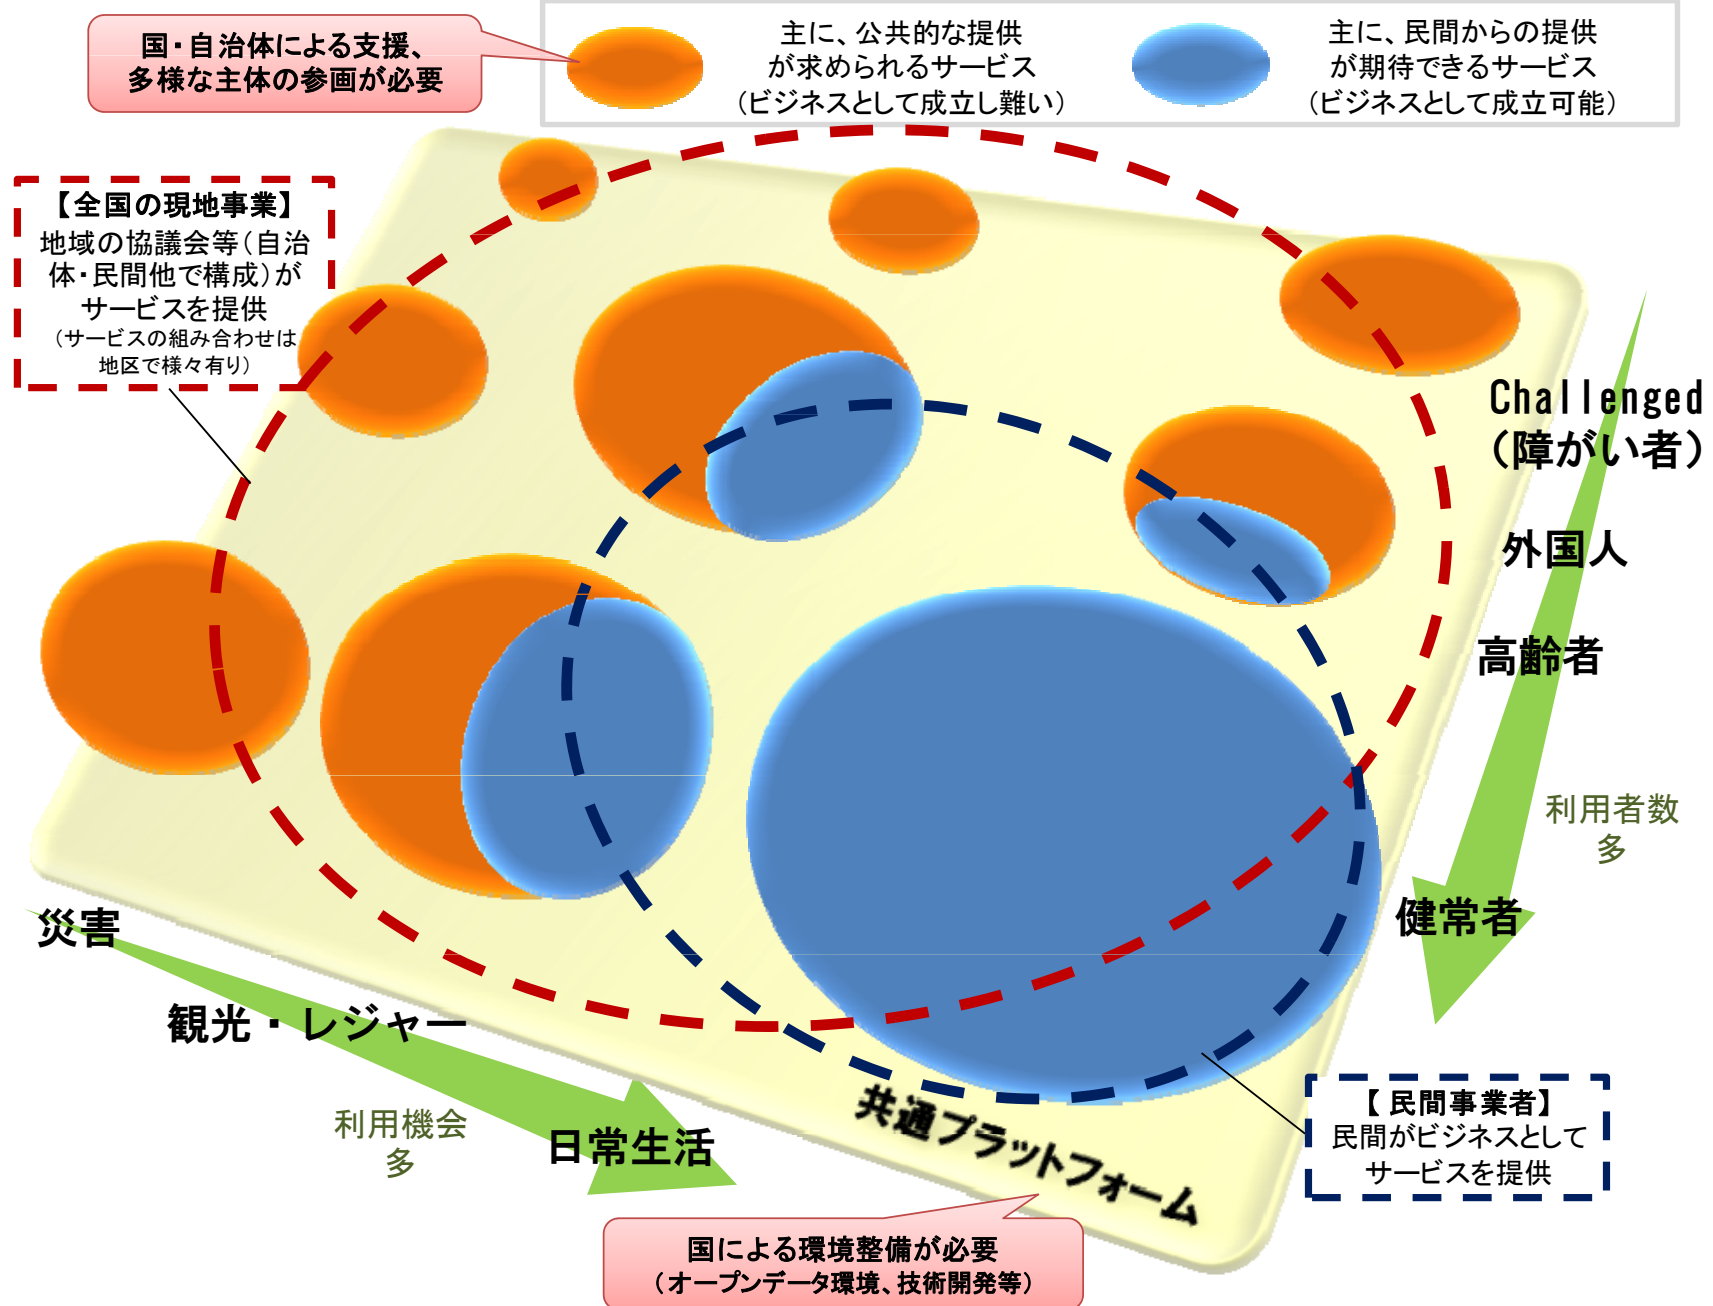 国・自治体による支援、
多様な主体の参画が必要
主に、公共的な提供
が求められるサービス
（ビジネスとして成立し難い）
主に、民間からの提供
が期待できるサービス
（ビジネスとして成立可能）
【全国の現地事業】
地域の協議会等（自治
体・民間他で構成）が
サービスを提供
（サービスの組み合わせは
地区で様々有り）
Challenged
（障がい者）
外国人
高齢者
利用者数
多
健常者
災害
観光・レジャー
利用機会
多
日常生活
共通プラットフォーム
【 民間事業者】
民間がビジネスとして
サービスを提供
国による環境整備が必要
（オープンデータ環境、技術開発等）